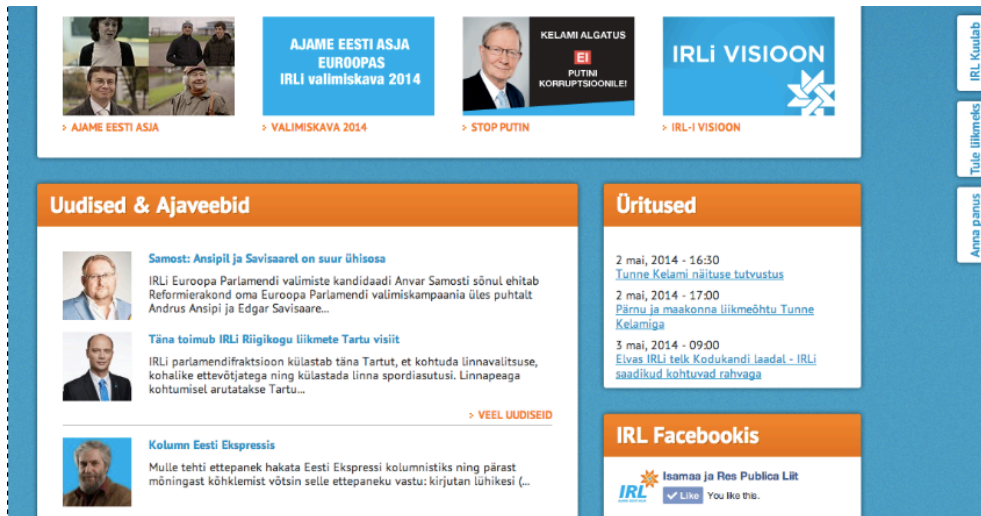 AJAME EESTI ASJA
EUROOPAS
IRLi valimiskava 2014
KELAMI ALGATUS
EI
PUTINI
KORRUPTSIOONILE!
IRLi VISIOON
> AJAME EESTI ASJA
> VALIMISKAVA 2014
> STOP PUTIN
> IRL-I VISIOON
IRL Kuulab
Tule liikmeks
Anna panus
Uudised & Ajaveebid
Samost: Ansipil ja Savisaarel on suur ühisosa
IRLi Euroopa Parlamendi valimiste kandidaadi Anvar Samosti sõnul ehitab
Reformierakond oma Euroopa Parlamendi valimiskampaania üles puhtalt
Andrus Ansipi ja Edgar Savisaare...
Täna toimub IRLi Riigikogu liikmete Tartu visiit
IRLi parlamendifraktsioon külastab täna Tartut, et kohtuda linnavalitsuse,
kohalike ettevõtjatega ning külastada linna spordiasutusi. Linnapeaga
kohtumisel arutatakse Tartu...
> VEEL UUDISEID
Kolumn Eesti Ekspressis
Mulle tehti ettepanek hakata Eesti Ekspressi kolumnistiks ning pärast
mõningast kõhklemist võtsin selle ettepaneku vastu: kirjutan lühikesi (...
Üritused
2 mai, 2014 - 16:30
Tunne Kelami näituse tutvustus
2 mai, 2014 - 17:00
Pärnu ja maakonna liikmeõhtu Tunne
Kelamiga
3 mai, 2014 - 09:00
Elvas IRLi telk Kodukandi laadal - IRLi
saadikud kohtuvad rahvaga
IRL Facebookis
IRL
Isamaa ja Res Publica Liit
Like You like this.